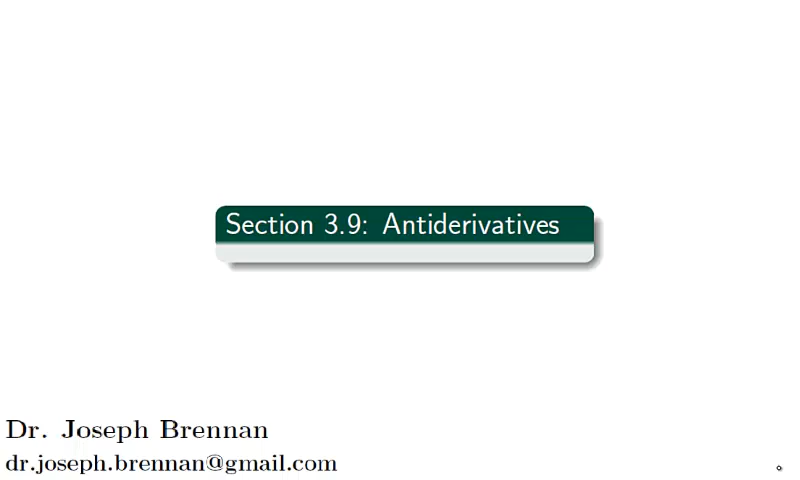 Section 3.9: Antiderivatives
Dr. Joseph Brennan
dr.joseph.brennan@gmail.com